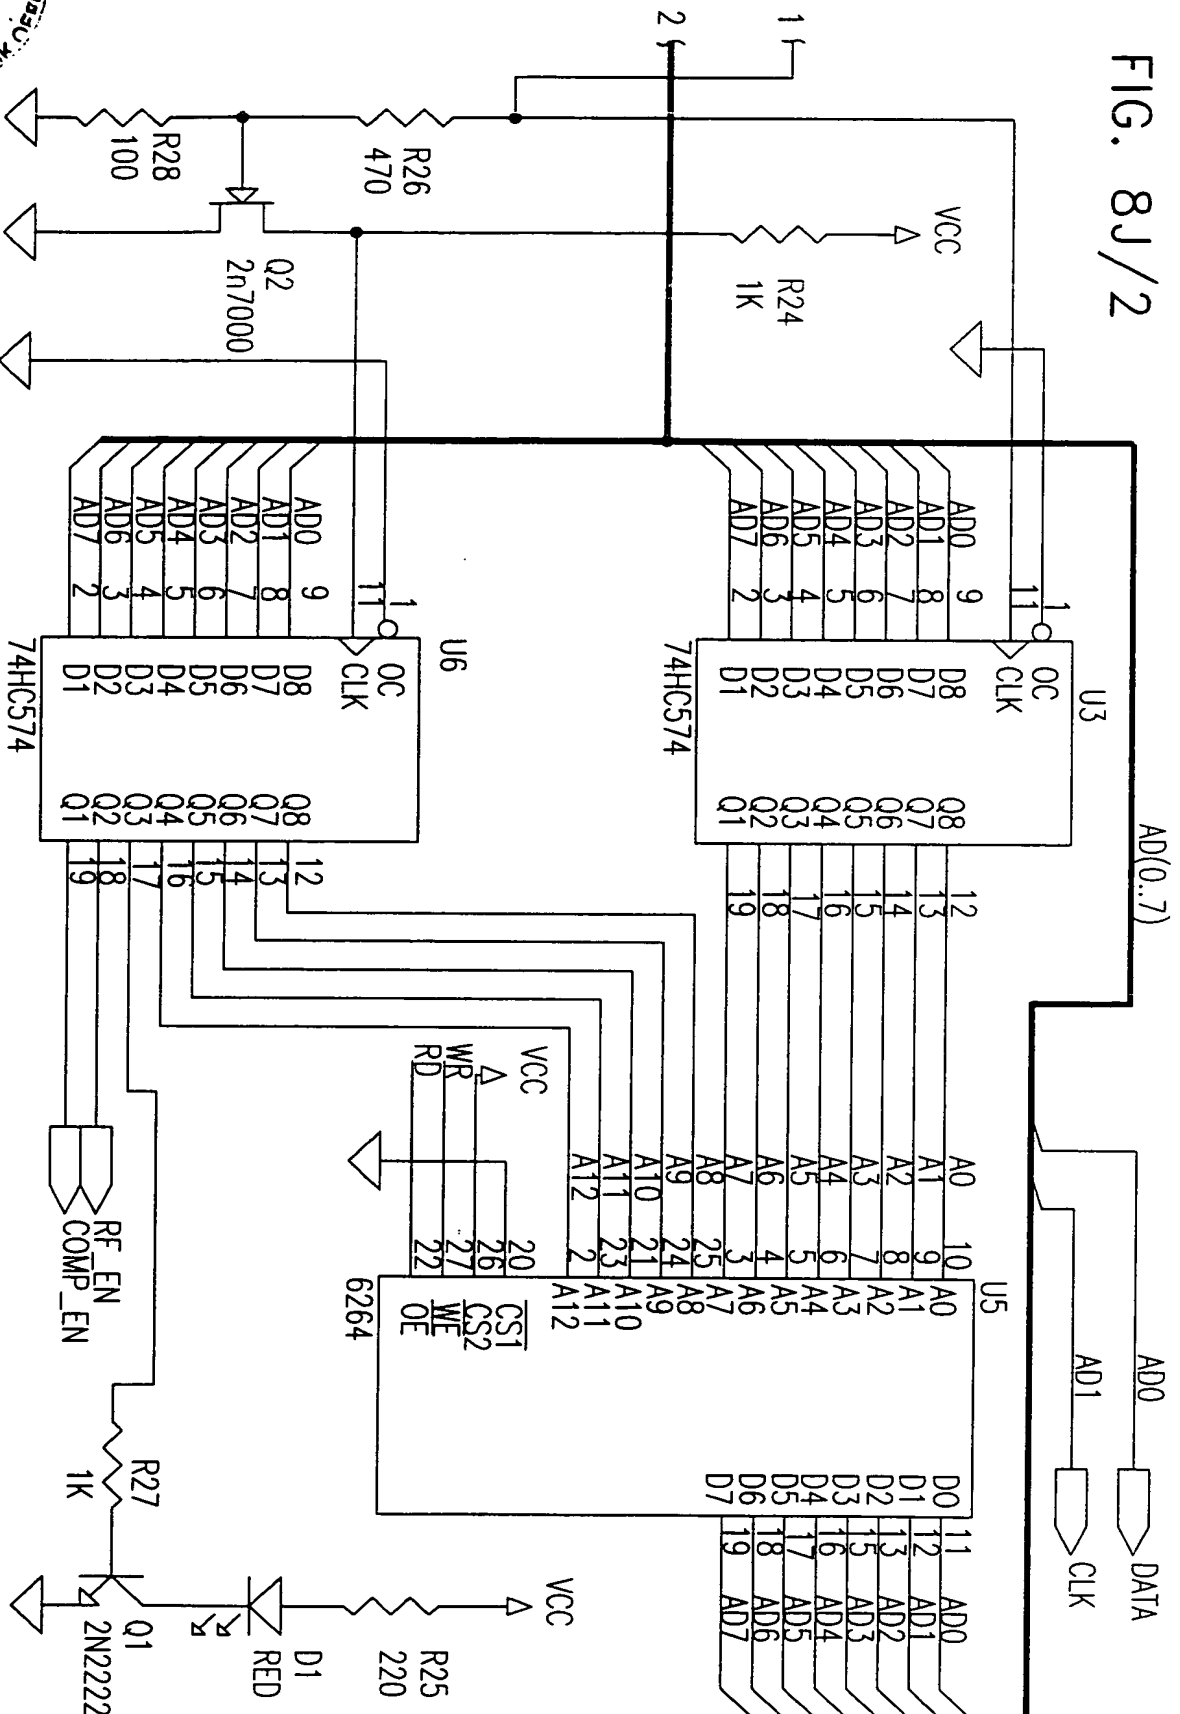 FIG. 8J/2
1
2
R28
100
R26
470
Q2
2n7000
R24
1K
VCC
AD(0..7)
AD0
AD1
AD2
AD3
AD4
AD5
AD6
AD7
9
8
7
6
5
4
3
2
1
11
U3
OC
CLK
D8
D7
D6
D5
D4
D3
D2
D1
Q8
Q7
Q6
Q5
Q4
Q3
Q2
Q1
74HC574
12
13
14
15
16
17
18
19
AD0
AD1
AD2
AD3
AD4
AD5
AD6
AD7
9
8
7
6
5
4
3
2
1
11
U6
OC
CLK
D8
D7
D6
D5
D4
D3
D2
D1
Q8
Q7
Q6
Q5
Q4
Q3
Q2
Q1
74HC574
12
13
14
15
16
17
18
19
RF_EN
COMP_EN
VCC
WR
RD
A0
A1
A2
A3
A4
A5
A6
A7
A8
A9
A10
A11
A12
10
9
8
7
6
5
4
3
25
24
21
23
2
20
26
27
22
U5
A0
A1
A2
A3
A4
A5
A6
A7
A8
A9
A10
A11
A12
CS1
CS2
WE
OE
6264
D0
D1
D2
D3
D4
D5
D6
D7
11
12
13
15
16
17
18
19
AD0
AD1
AD2
AD3
AD4
AD5
AD6
AD7
AD0
AD1
DATA
CLK
R27
1K
Q1
2N2222
D1
RED
R25
220
VCC